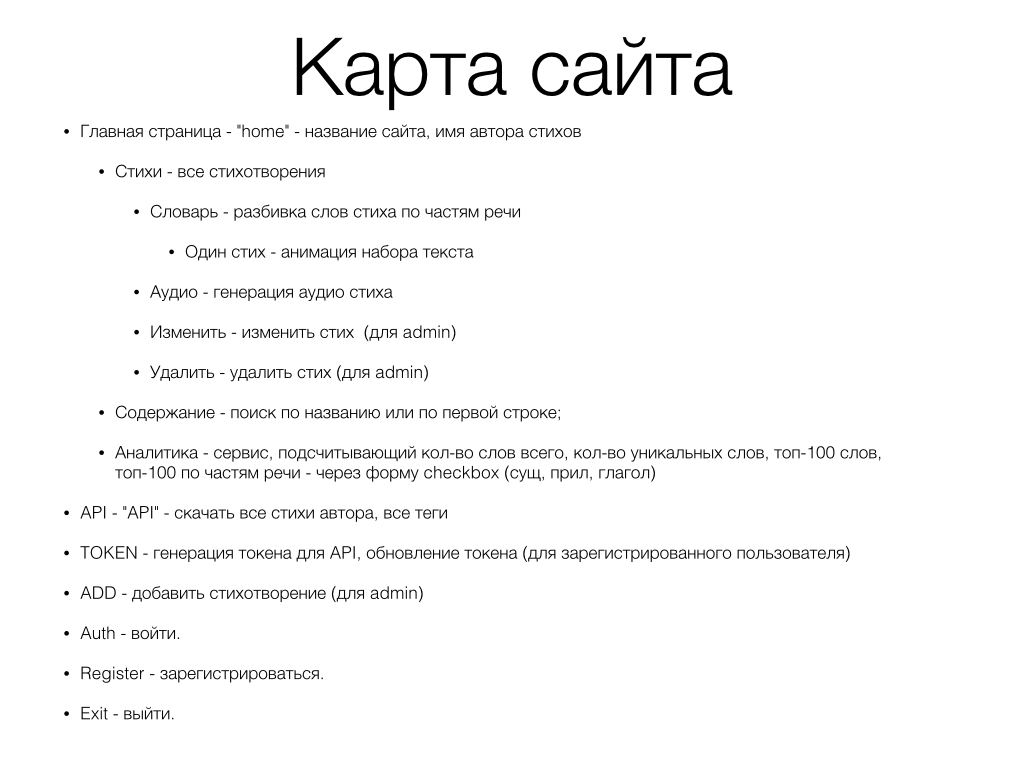 Карта сайта
• Главная страница - "home" - название сайта, имя автора стихов
• Стихи - все стихотворения
• Словарь - разбивка слов стиха по частям речи
• Один стих - анимация набора текста
• Аудио - генерация аудио стиха
• Изменить - изменить стих  (для admin)
• Удалить - удалить стих (для admin)
• Содержание - поиск по названию или по первой строке;
• Аналитика - сервис, подсчитывающий кол-во слов всего, кол-во уникальных слов, топ-100 слов,
топ-100 по частям речи - через форму checkbox (сущ, прил, глагол)
• API - "API" - скачать все стихи автора, все теги
• TOKEN - генерация токена для API, обновление токена (для зарегистрированного пользователя)
• ADD - добавить стихотворение (для admin)
• Auth - войти.
• Register - зарегистрироваться.
• Exit - выйти.